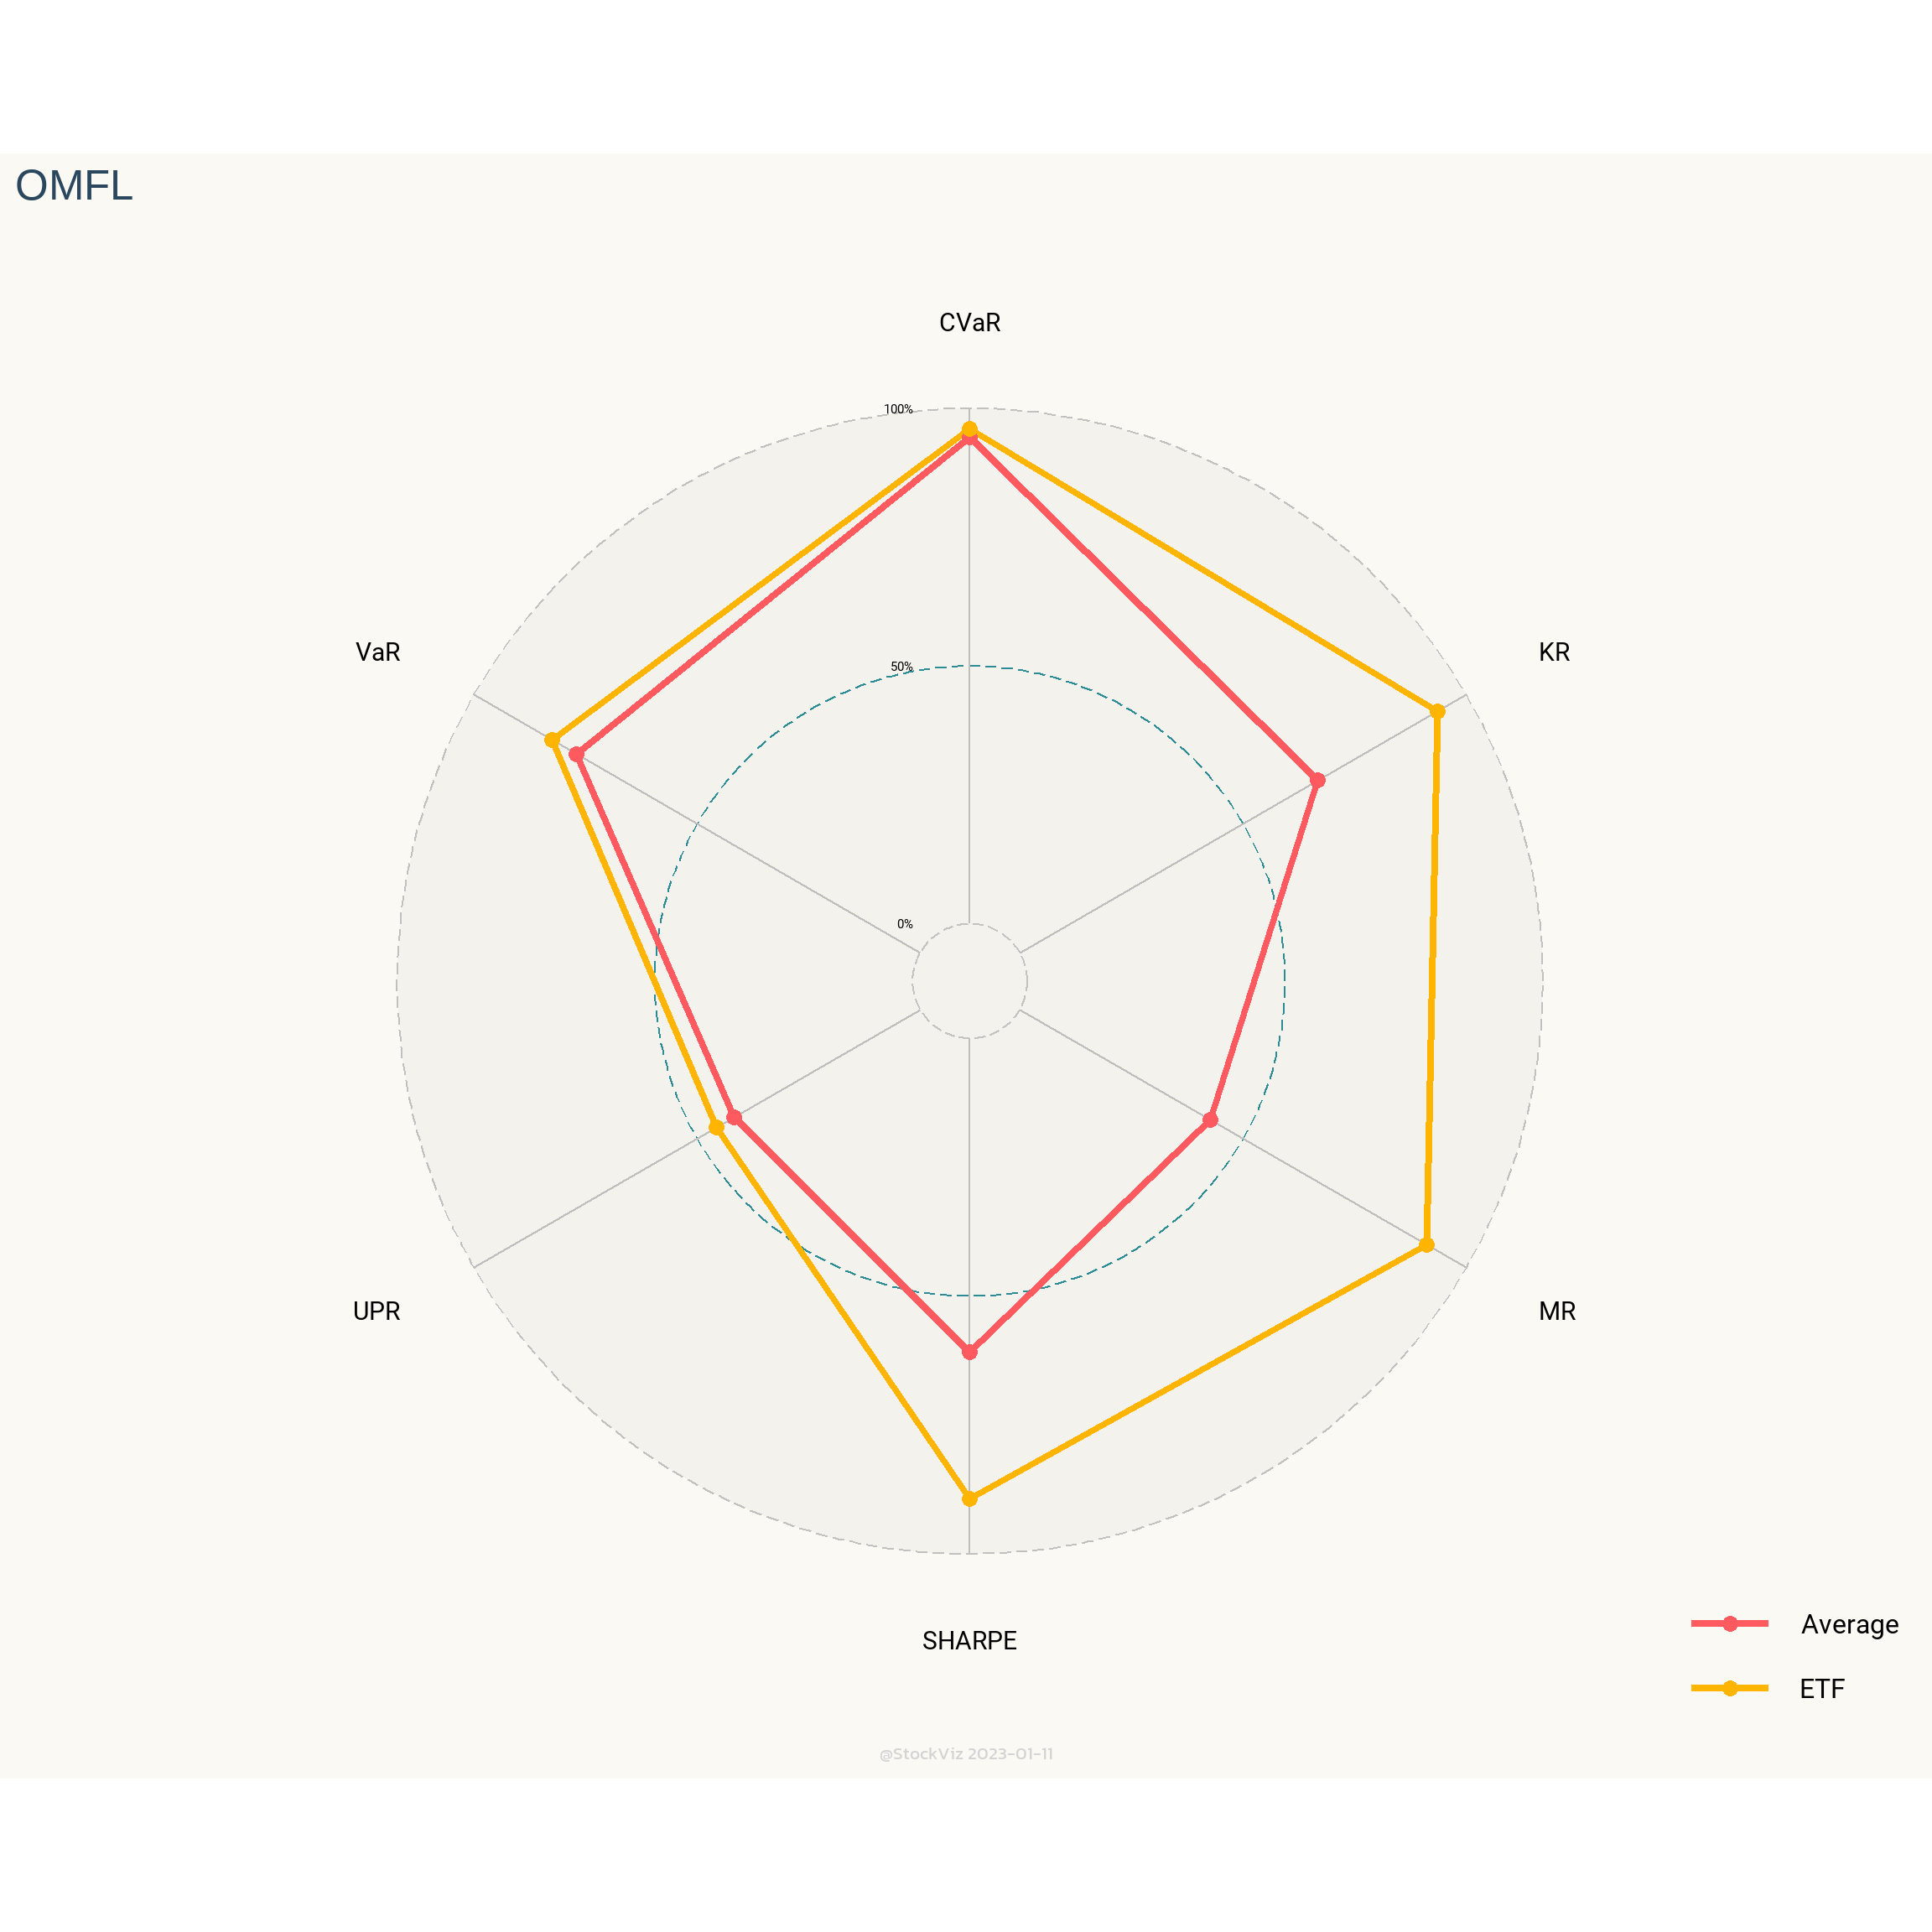 OMFL
CVaR
100%
KR
VaR
50%
0%
UPR
MR
SHARPE
Average
ETF
@StockViz 2023-01-11